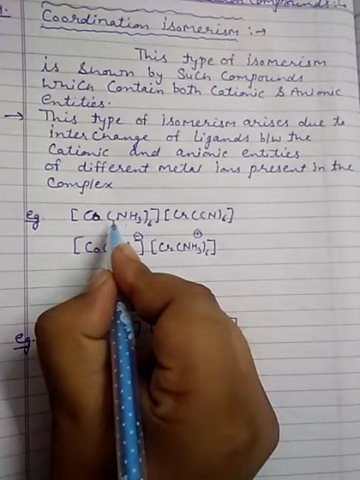 Compounds :-
Coordination isomerism :→
This type of isomerism
is shown by such compounds
which contain both cationic & Anionic
Entities.
→ This type of isomerism arises due to
interchange of Ligands b/w the
cationic and anionic entities
of different metal ions present in the
complex
eg. [Co(NH3)6][Cr(CN)6]
[Co( ] [Cr(NH3)6]
eg.